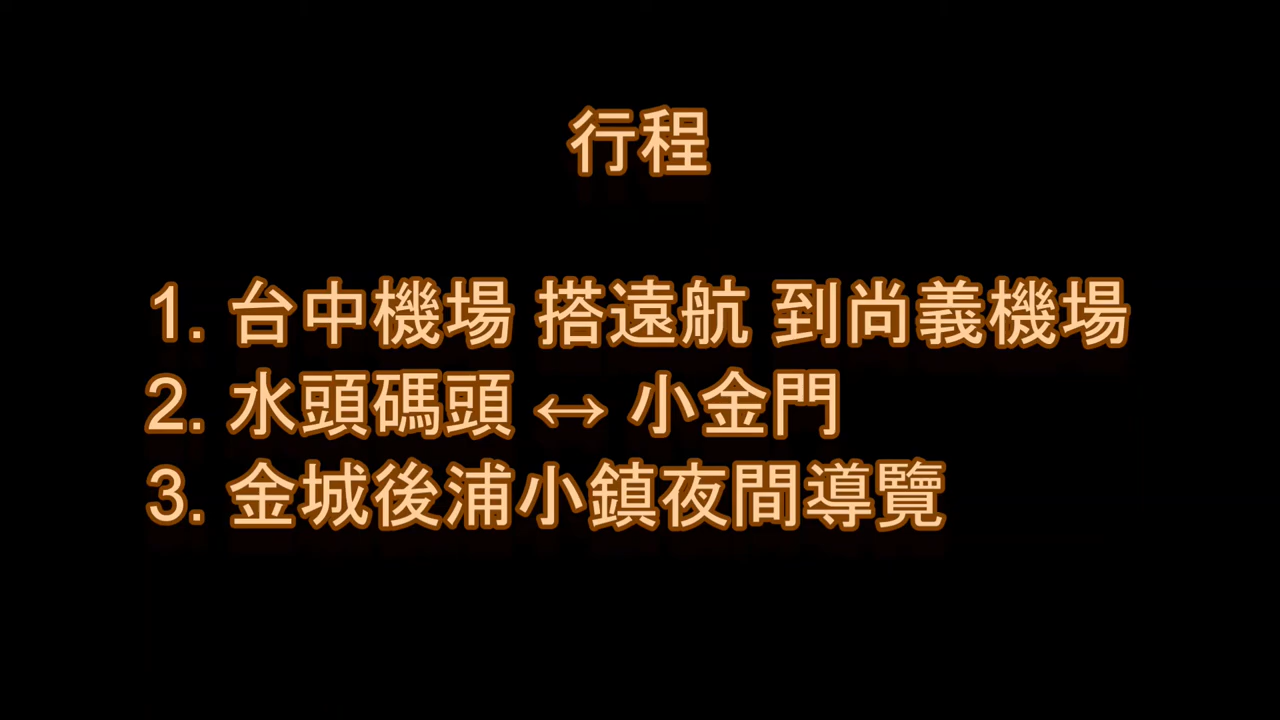 行程
1. 台中機場 搭遠航 到尚義機場
2. 水頭碼頭 ↔ 小金門
3. 金城後浦小鎮夜間導覽